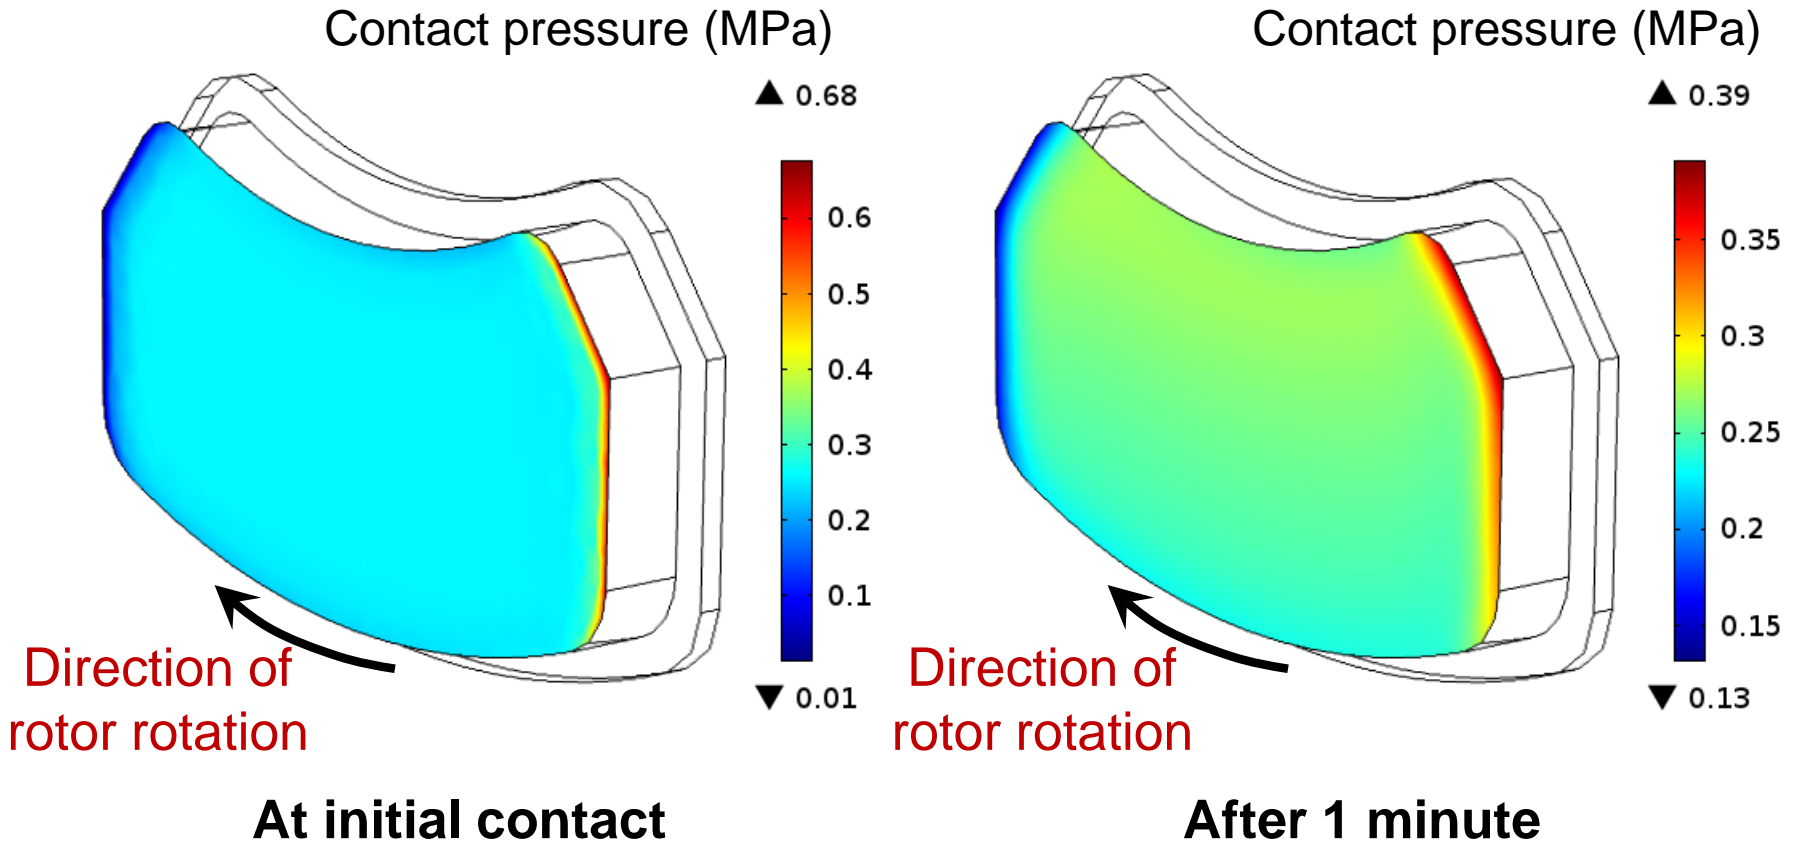 Contact pressure (MPa)
▲ 0.68
0.6
0.5
0.4
0.3
0.2
0.1
▼ 0.01
Direction of
rotor rotation
At initial contact
Contact pressure (MPa)
▲ 0.39
0.35
0.3
0.25
0.2
0.15
▼ 0.13
Direction of
rotor rotation
After 1 minute